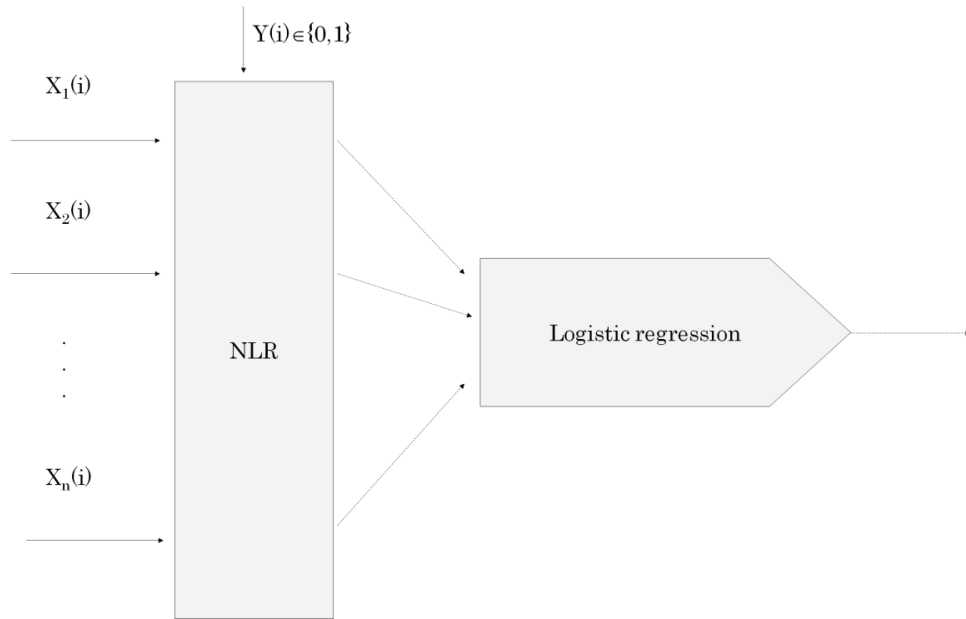 Y(i)∈{0,1}
X₁(i)
X₂(i)
.
.
.
NLR
Logistic regression
Xₙ(i)